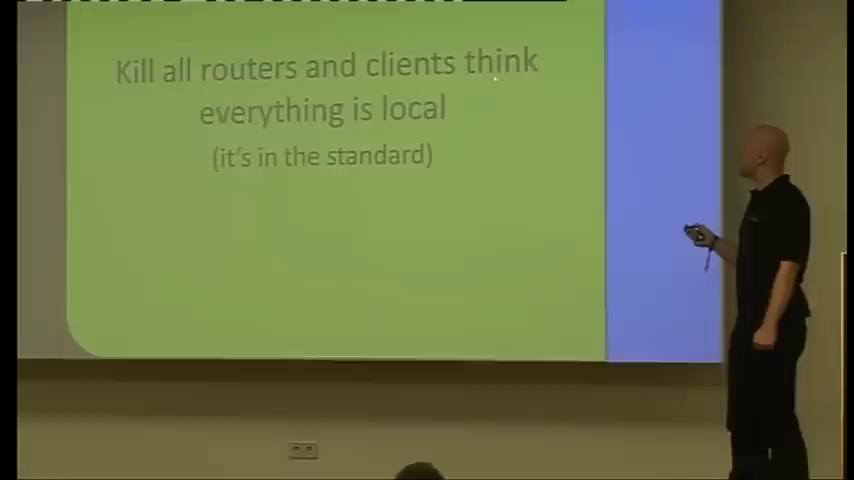 Kill all routers and clients think
everything is local
(it's in the standard)